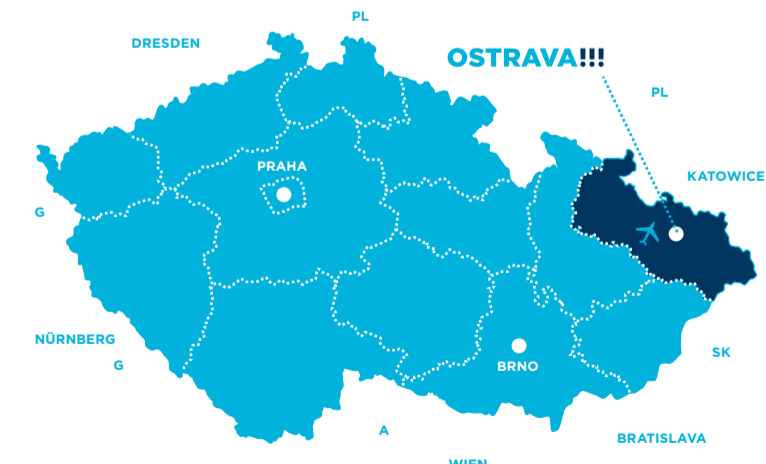 PL
DRESDEN
OSTRAVA!!!
PL
PRAHA
KATOWICE
G
NÜRNBERG
G
SK
BRNO
A
BRATISLAVA
WIEN